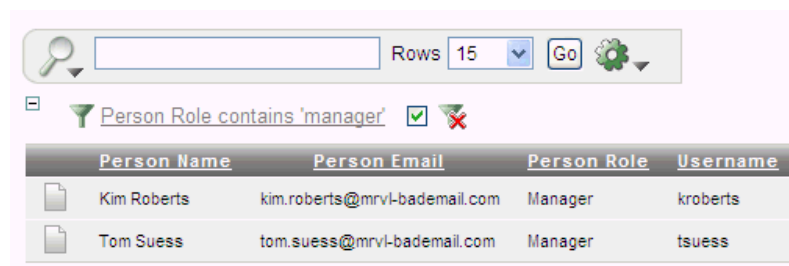 Rows 15 Go
Person Role contains 'manager'
Person Name Person Email Person Role Username
Kim Roberts kim.roberts@mrvl-bademail.com Manager kroberts
Tom Suess tom.suess@mrvl-bademail.com Manager tsuess